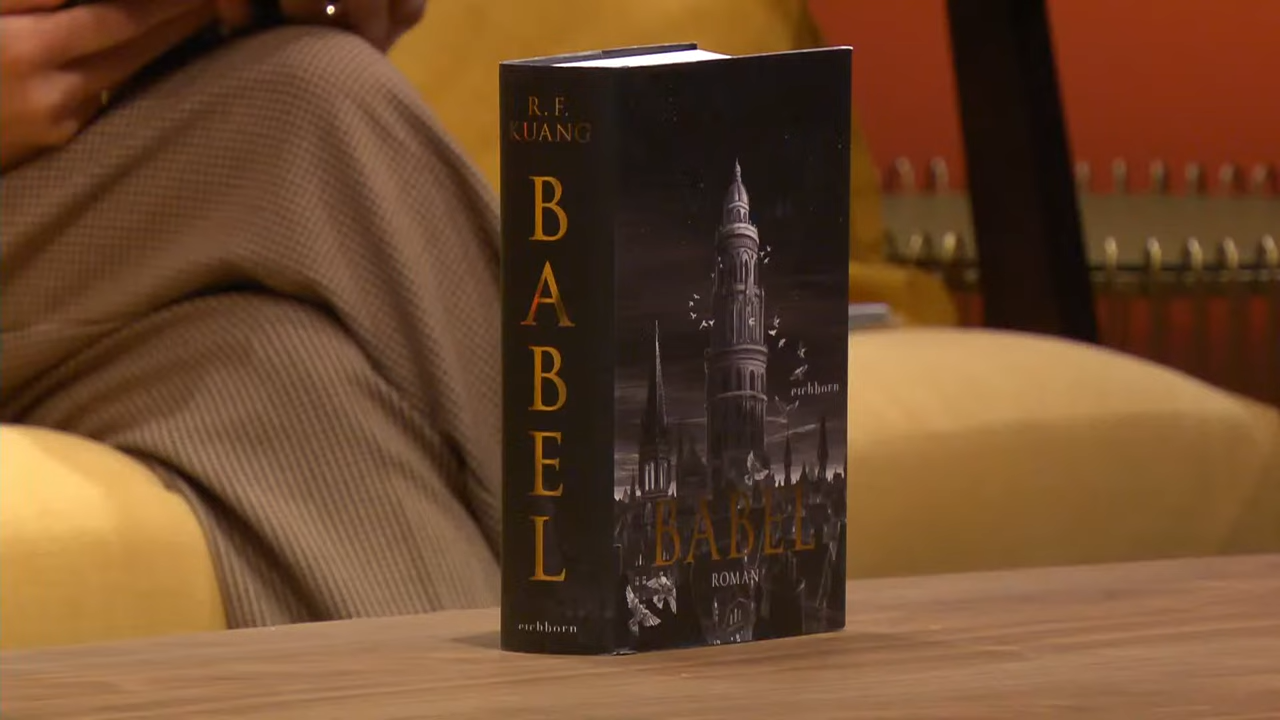 R. F.
KUANG
BABEL
eichborn
eichborn
BABEL
ROMAN